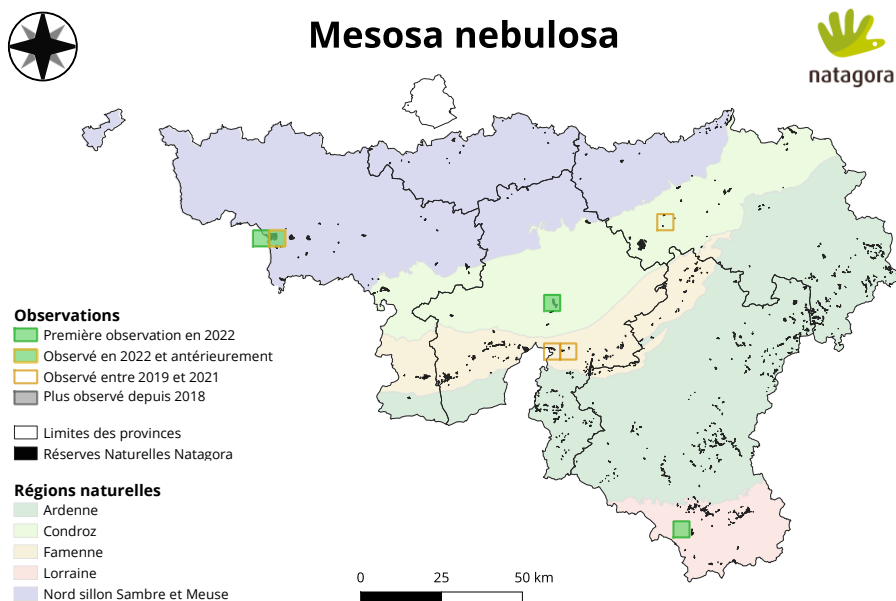 Mesosa nebulosa
natagora
Observations
Première observation en 2022
Observé en 2022 et antérieurement
Observé entre 2019 et 2021
Plus observé depuis 2018
Limites des provinces
Réserves Naturelles Natagora
Régions naturelles
Ardenne
Condroz
Famenne
Lorraine
Nord sillon Sambre et Meuse
0 25 50 km